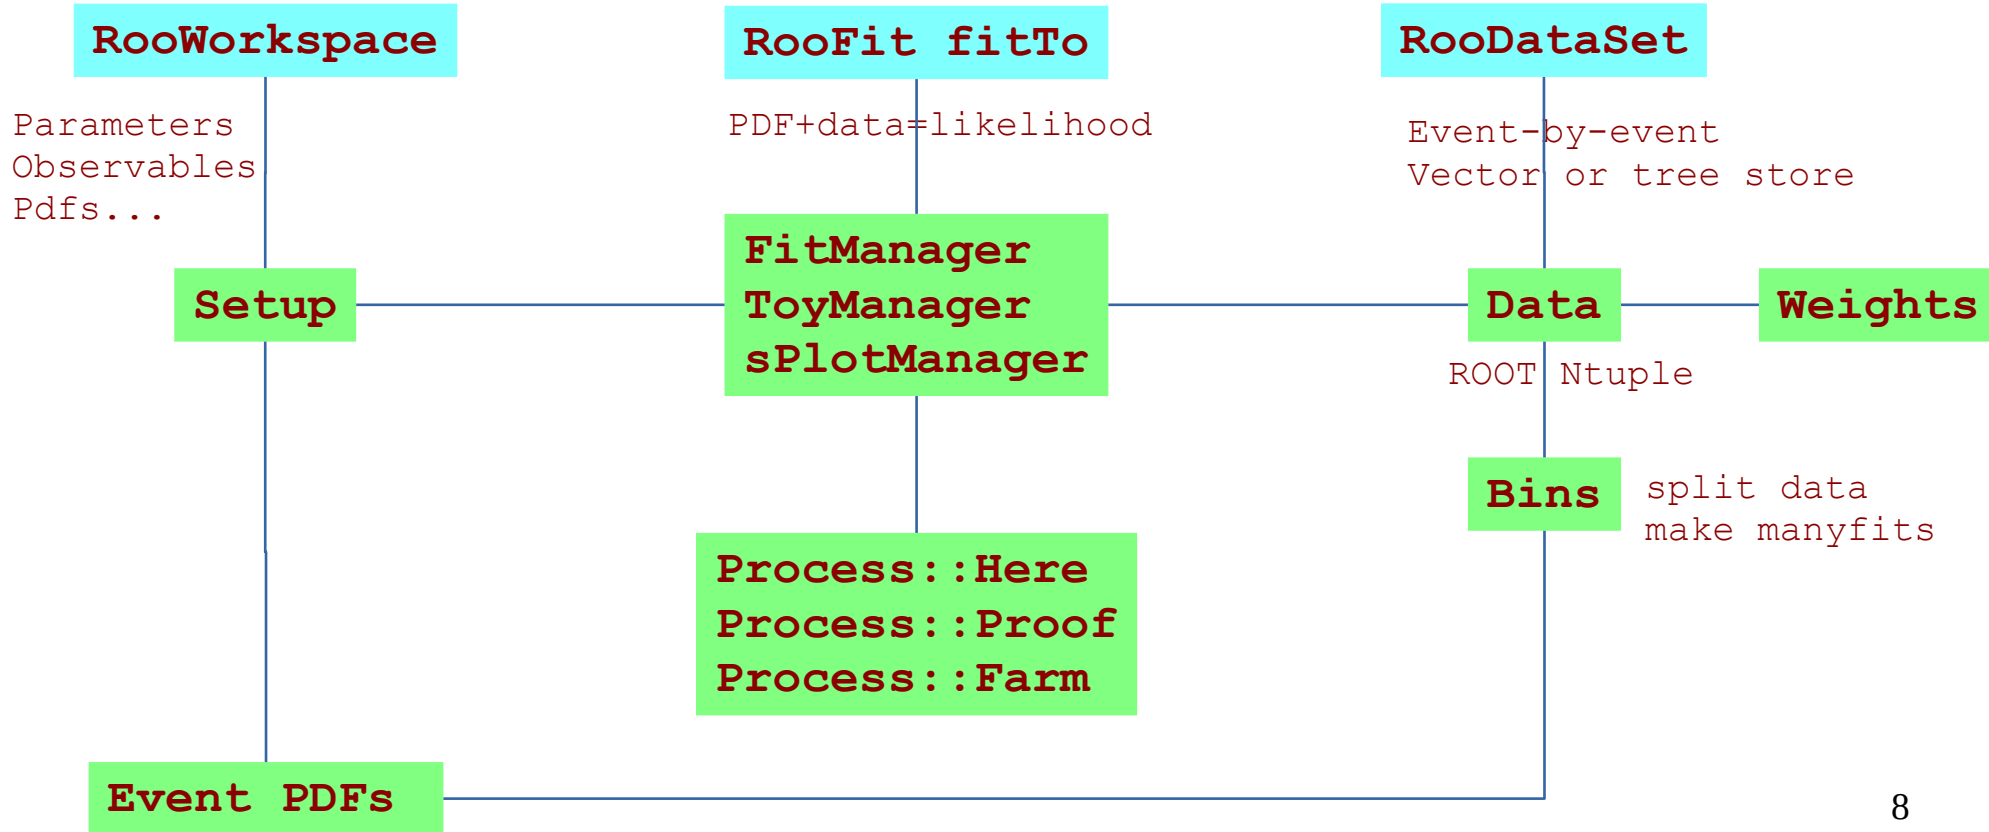 RooWorkspace
RooFit fitTo
RooDataSet
Parameters
Observables
Pdfs...
PDF+data=likelihood
Event-by-event
Vector or tree store
Setup
FitManager
ToyManager
sPlotManager
Data
Weights
ROOT Ntuple
Bins
split data
make manyfits
Process::Here
Process::Proof
Process::Farm
Event PDFs
8